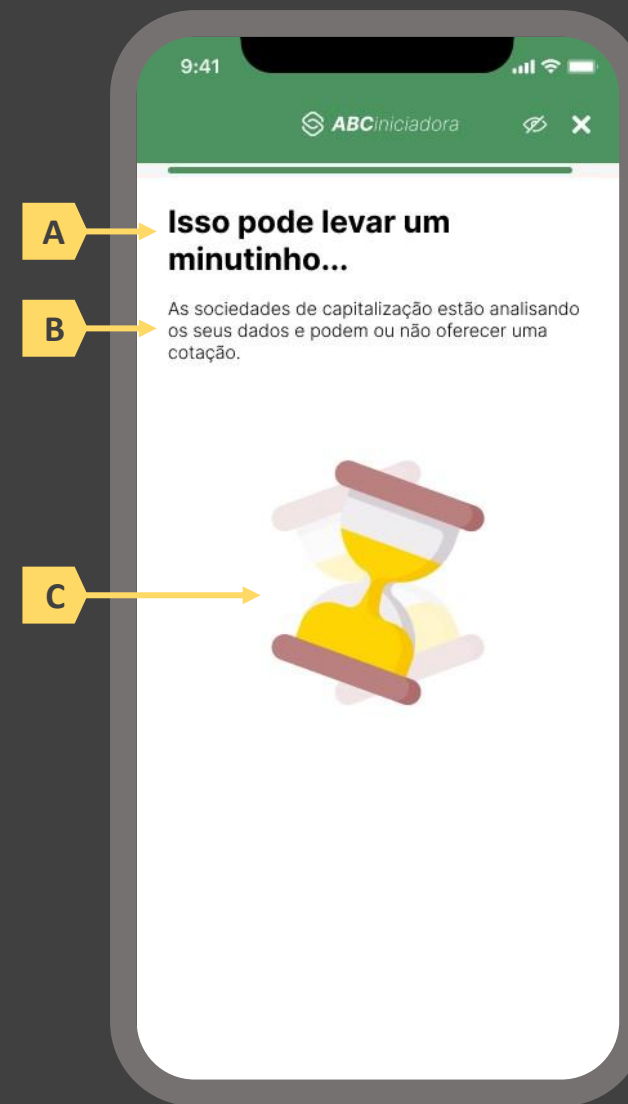 9:41
ABCiniciadora
A
Isso pode levar um
minutinho...
B
As sociedades de capitalização estão analisando
os seus dados e podem ou não oferecer uma
cotação.
C